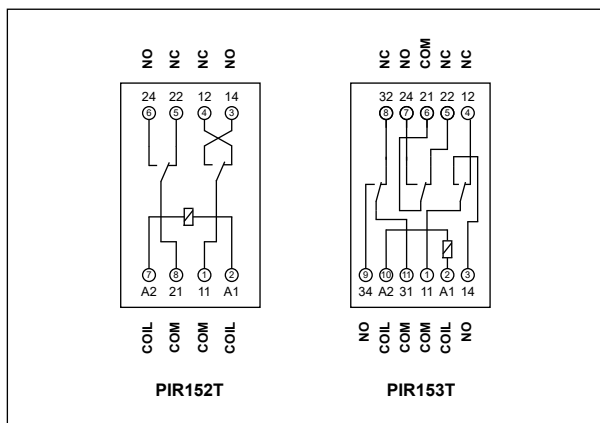 NO NC NC NO
24 22 12 14
6 5 4 3
7 8 1 2
A2 21 11 A1
COIL COM COM COIL
PIR152T
NC NO COM NC NC
32 24 21 22 12
8 7 6 5 4
9 10 11 1 2 3
34 A2 31 11 A1 14
NO COIL COM COM COIL NO
PIR153T